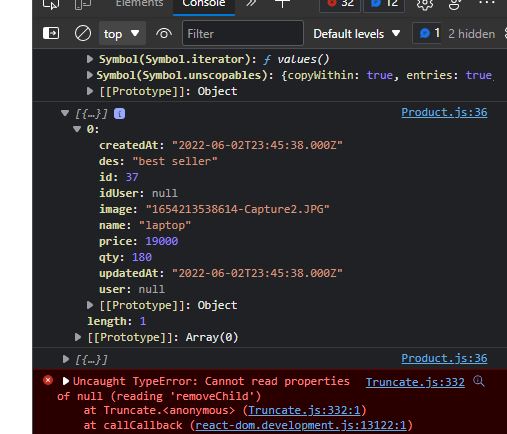 Elements
Console
>>
32
12
top
Filter
Default levels
1
2 hidden
Symbol(Symbol.iterator): ƒ values()
Symbol(Symbol.unscopables): {copyWithin: true, entries: true,
[[Prototype]]: Object
[{…}] i
Product.js:36
0:
createdAt: "2022-06-02T23:45:38.000Z"
des: "best seller"
id: 37
idUser: null
image: "1654213538614-Capture2.JPG"
name: "laptop"
price: 19000
qty: 180
updatedAt: "2022-06-02T23:45:38.000Z"
user: null
[[Prototype]]: Object
length: 1
[[Prototype]]: Array(0)
[{…}]
Product.js:36
Uncaught TypeError: Cannot read properties Truncate.js:332
of null (reading 'removeChild')
at Truncate.<anonymous> (Truncate.js:332:1)
at callCallback (react-dom.development.js:13122:1)